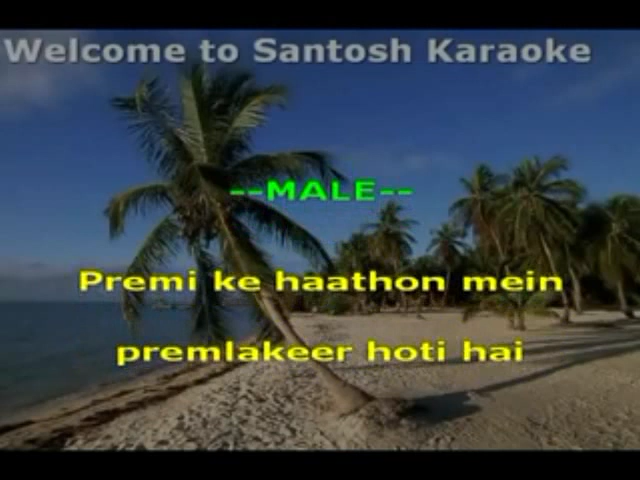 Welcome to Santosh Karaoke
--MALE--
Premi ke haathon mein
premlakeer hoti hai